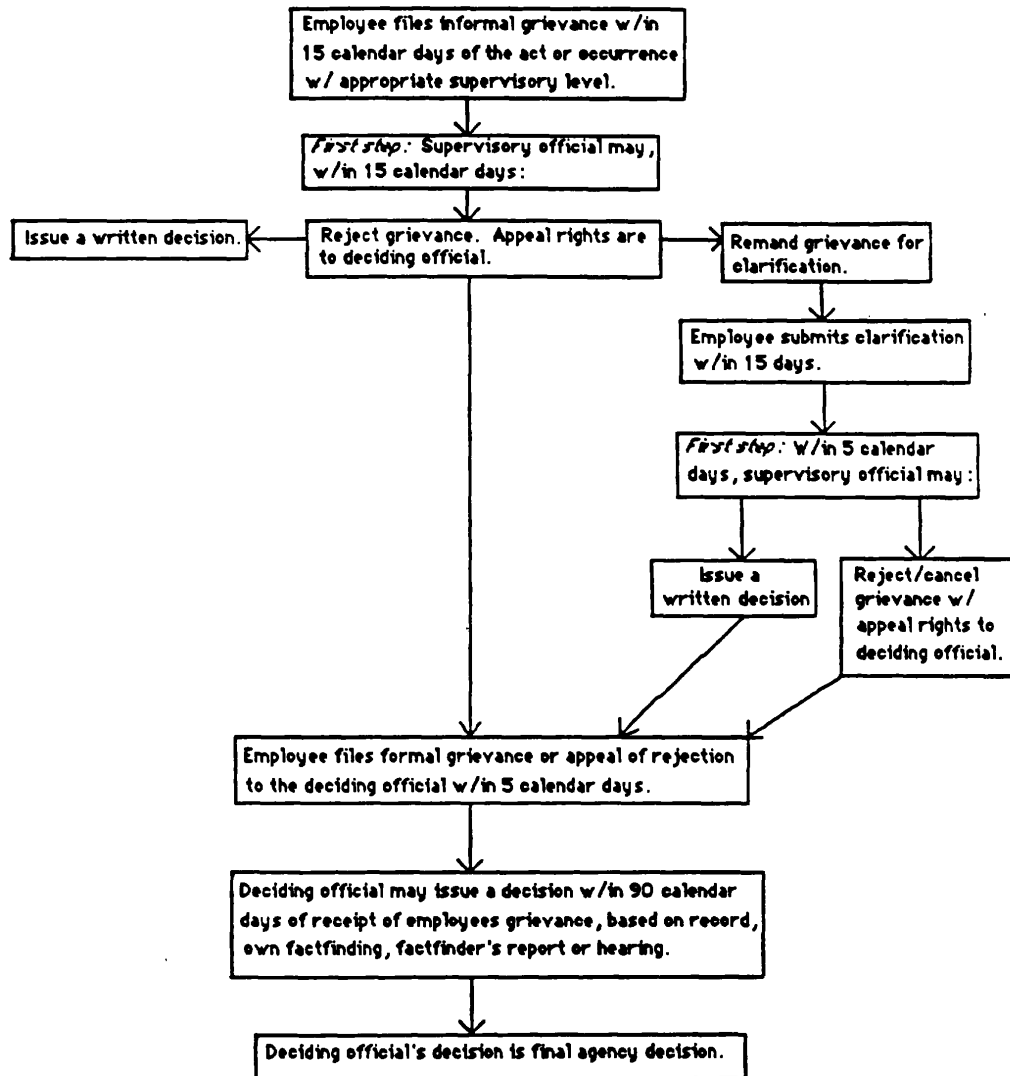 Employee files informal grievance w/in
15 calendar days of the act or occurrence
w/ appropriate supervisory level.
First step: Supervisory official may,
w/in 15 calendar days:
Issue a written decision.
Reject grievance. Appeal rights are
to deciding official.
Remand grievance for
clarification.
Employee submits clarification
w/in 15 days.
First step: W/in 5 calendar
days, supervisory official may:
Issue a
written decision
Reject/cancel
grievance w/
appeal rights to
deciding official.
Employee files formal grievance or appeal of rejection
to the deciding official w/in 5 calendar days.
Deciding official may issue a decision w/in 90 calendar
days of receipt of employees grievance, based on record,
own factfinding, factfinder's report or hearing.
Deciding official's decision is final agency decision.